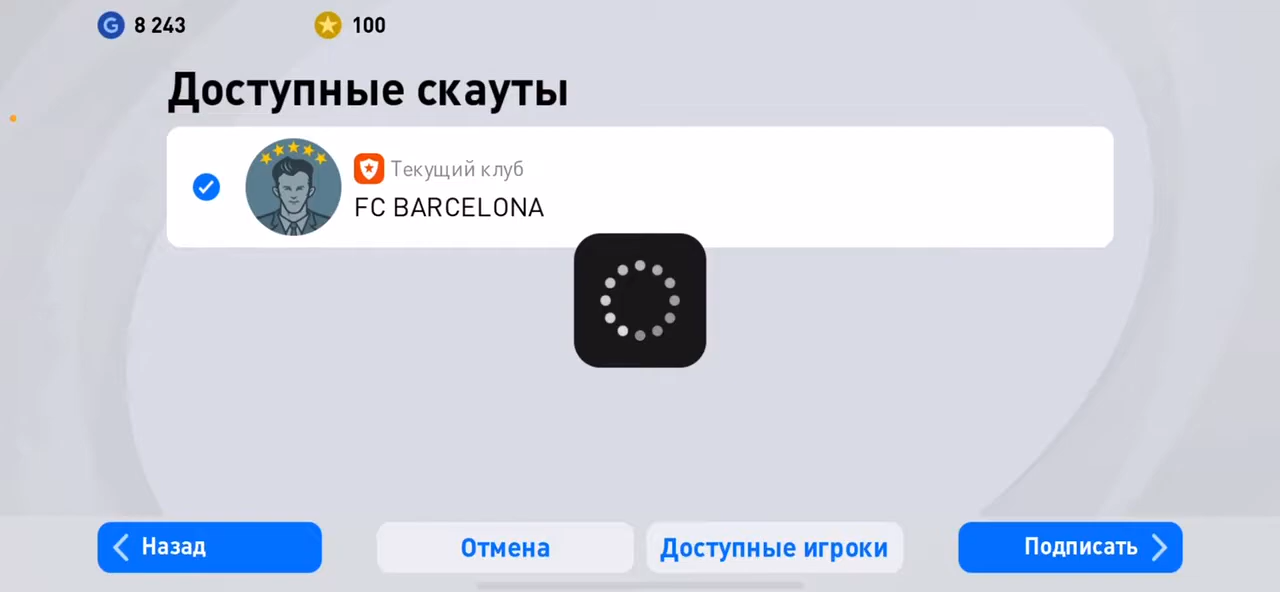 G 8 243
100
Доступные скауты
Текущий клуб
FC BARCELONA
Назад
Отмена
Доступные игроки
Подписать